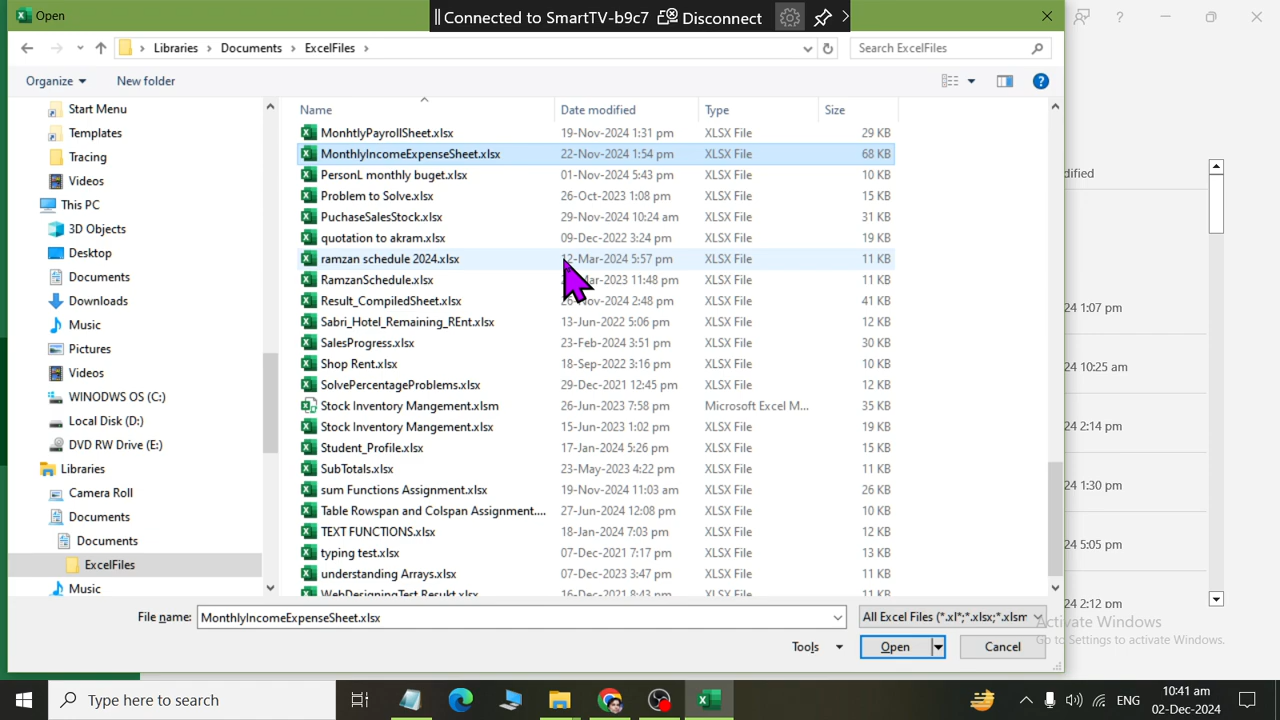 Open
Connected to SmartTV-b9c7 Disconnect
Libraries Documents ExcelFiles
Search ExcelFiles
Organize New folder
Start Menu
Templates
Tracing
Videos
This PC
3D Objects
Desktop
Documents
Downloads
Music
Pictures
Videos
WINODWS OS (C:)
Local Disk (D:)
DVD RW Drive (E:)
Libraries
Camera Roll
Documents
Documents
ExcelFiles
Music
Name Date modified Type Size
MonhtlyPayrollSheet.xlsx 19-Nov-2024 1:31 pm XLSX File 29 KB
MonthlyIncomeExpenseSheet.xlsx 22-Nov-2024 1:54 pm XLSX File 68 KB
PersonL monthly buget.xlsx 01-Nov-2024 5:43 pm XLSX File 10 KB
Problem to Solve.xlsx 26-Oct-2023 1:08 pm XLSX File 15 KB
PuchaseSalesStock.xlsx 29-Nov-2024 10:24 am XLSX File 31 KB
quotation to akram.xlsx 09-Dec-2022 3:24 pm XLSX File 19 KB
ramzan schedule 2024.xlsx 12-Mar-2024 5:57 pm XLSX File 11 KB
RamzanSchedule.xlsx Mar-2023 11:48 pm XLSX File 11 KB
Result_CompiledSheet.xlsx 26-Nov-2024 2:48 pm XLSX File 41 KB
Sabri_Hotel_Remaining_REnt.xlsx 13-Jun-2022 5:06 pm XLSX File 12 KB
SalesProgress.xlsx 23-Feb-2024 3:51 pm XLSX File 30 KB
Shop Rent.xlsx 18-Sep-2022 3:16 pm XLSX File 10 KB
SolvePercentageProblems.xlsx 29-Dec-2021 12:45 pm XLSX File 12 KB
Stock Inventory Mangement.xlsm 26-Jun-2023 7:58 pm Microsoft Excel M... 35 KB
Stock Inventory Mangement.xlsx 15-Jun-2023 1:02 pm XLSX File 19 KB
Student_Profile.xlsx 17-Jan-2024 5:26 pm XLSX File 15 KB
SubTotals.xlsx 23-May-2023 4:22 pm XLSX File 11 KB
sum Functions Assignment.xlsx 19-Nov-2024 11:03 am XLSX File 26 KB
Table Rowspan and Colspan Assignment.... 27-Jun-2024 12:08 pm XLSX File 10 KB
TEXT FUNCTIONS.xlsx 18-Jan-2024 7:03 pm XLSX File 12 KB
typing test.xlsx 07-Dec-2021 7:17 pm XLSX File 13 KB
understanding Arrays.xlsx 07-Dec-2023 3:47 pm XLSX File 11 KB
WebDesigningTest Resukt.xlsx 16-Dec-2021 8:43 pm XLSX File 11 KB
dified
24 1:07 pm
24 10:25 am
24 2:14 pm
24 1:30 pm
24 5:05 pm
24 2:12 pm
File name: MonthlyIncomeExpenseSheet.xlsx All Excel Files (*.xl*;*.xlsx;*.xlsm
Tools Open Cancel
Activate Windows
Go to Settings to activate Windows.
Type here to search
ENG
10:41 am
02-Dec-2024